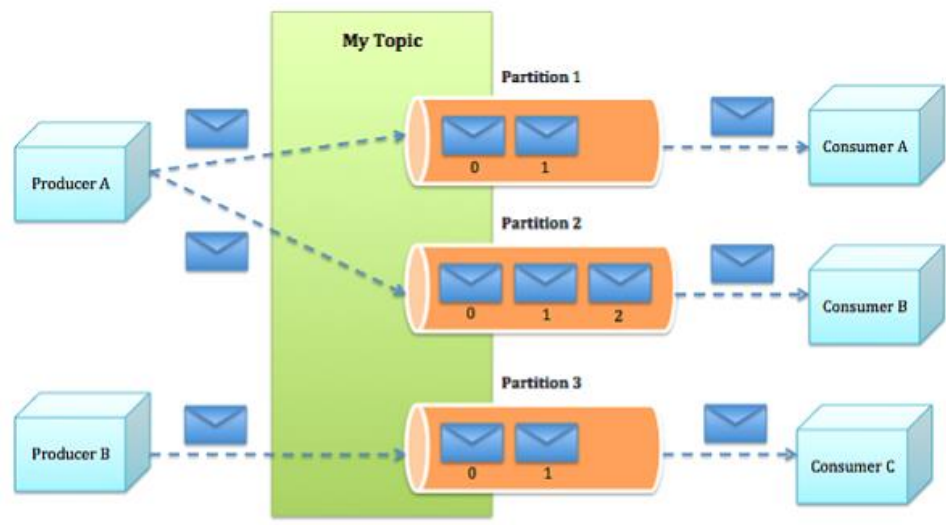 My Topic
Partition 1
Producer A
0 1
Consumer A
Partition 2
0 1 2
Consumer B
Partition 3
Producer B
0 1
Consumer C